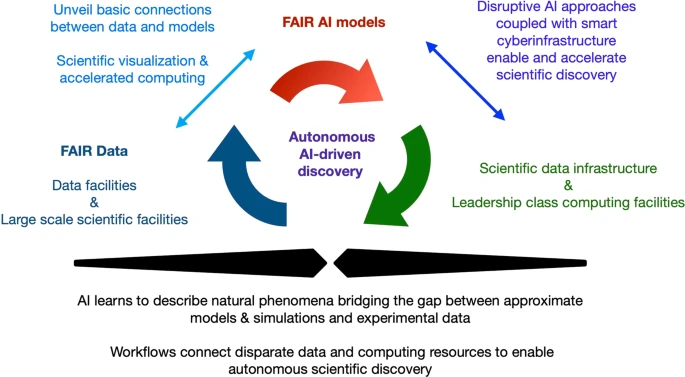 Unveil basic connections
between data and models
Scientific visualization &
accelerated computing
FAIR AI models
Disruptive AI approaches
coupled with smart
cyberinfrastructure
enable and accelerate
scientific discovery
FAIR Data
Data facilities
&
Large scale scientific facilities
Autonomous
AI-driven
discovery
Scientific data infrastructure
&
Leadership class computing facilities
AI learns to describe natural phenomena bridging the gap between approximate
models & simulations and experimental data
Workflows connect disparate data and computing resources to enable
autonomous scientific discovery